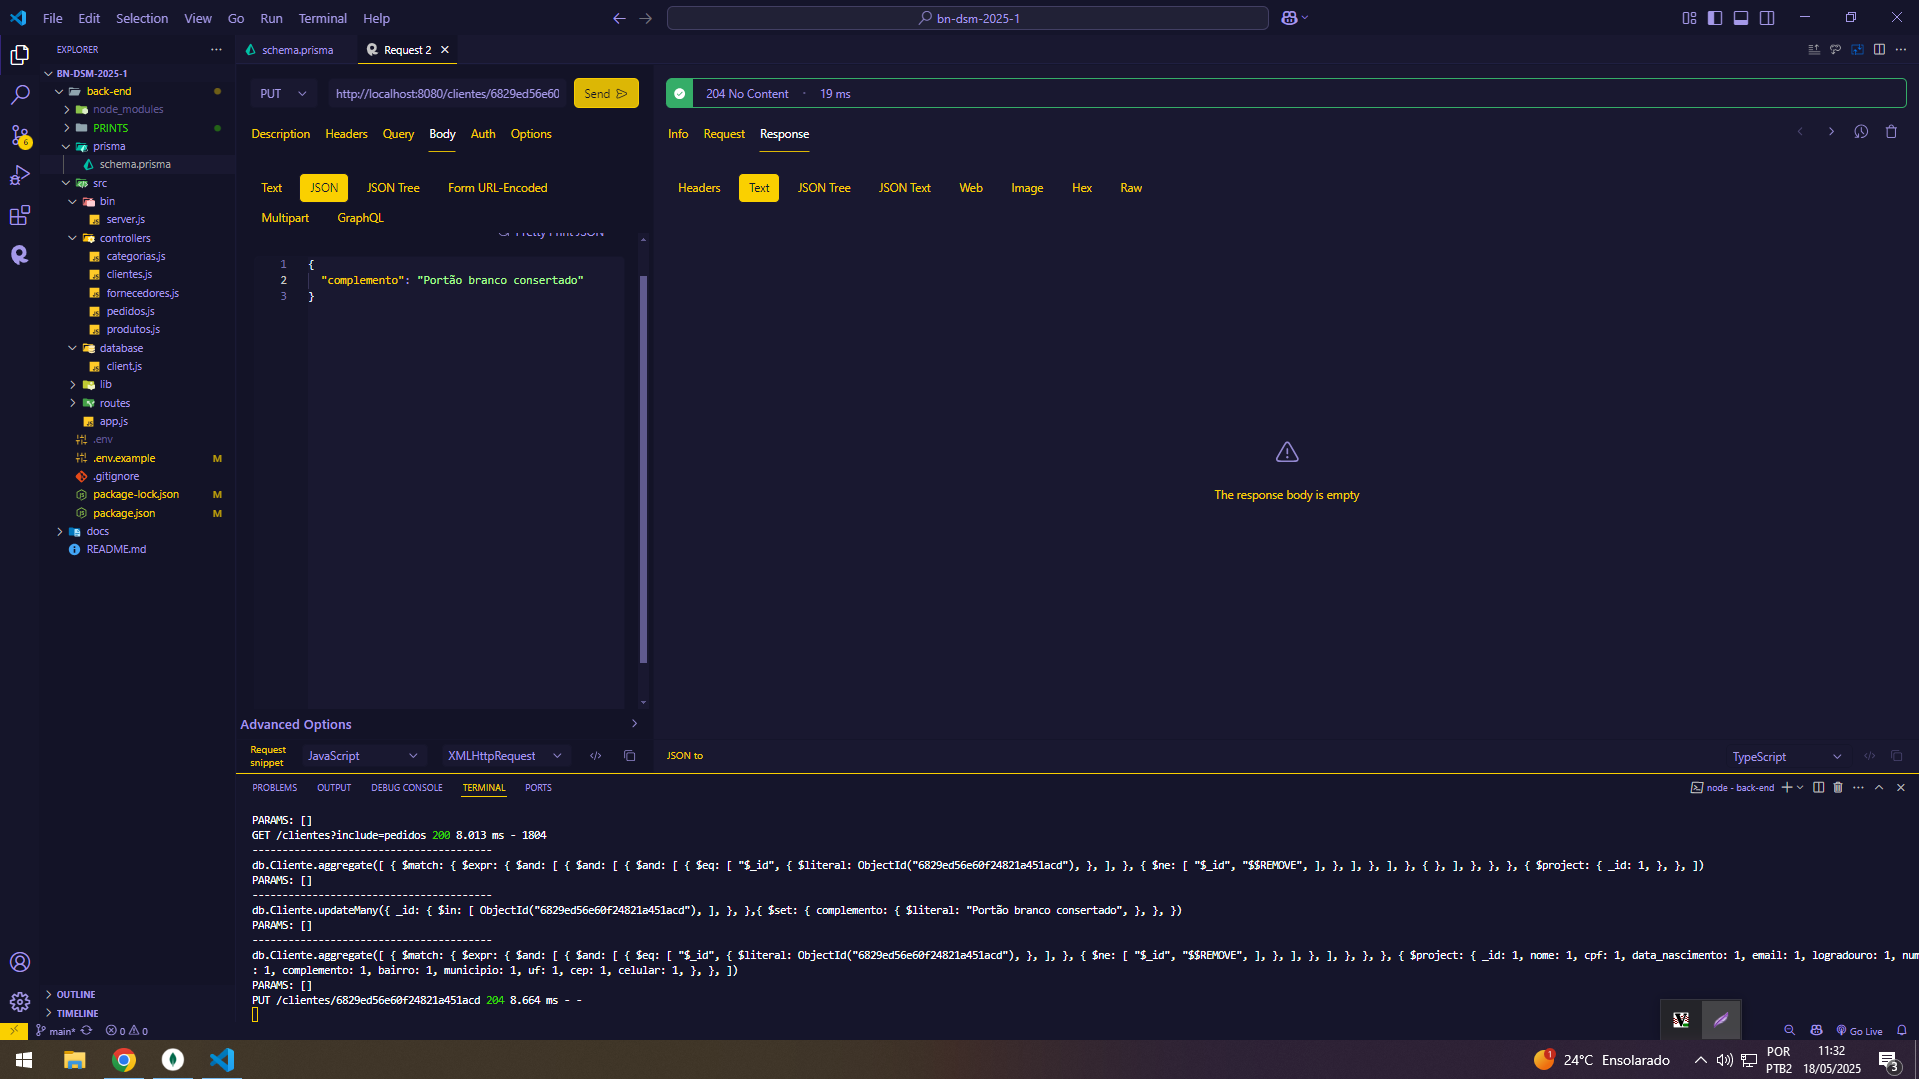 File Edit Selection View Go Run Terminal Help
bn-dsm-2025-1
EXPLORER
BN-DSM-2025-1
back-end
node_modules
PRINTS
prisma
schema.prisma
src
bin
server.js
controllers
categorias.js
clientes.js
fornecedores.js
pedidos.js
produtos.js
database
client.js
lib
routes
app.js
.env
.env.example M
.gitignore
package-lock.json M
package.json M
docs
README.md
OUTLINE
TIMELINE
schema.prisma Request 2
PUT http://localhost:8080/clientes/6829ed56e60 Send
Description Headers Query Body Auth Options
Text JSON JSON Tree Form URL-Encoded
Multipart GraphQL
Pretty Print JSON
1 {
2 "complemento": "Portão branco consertado"
3 }
Advanced Options
Request snippet JavaScript XMLHttpRequest
204 No Content · 19 ms
Info Request Response
Headers Text JSON Tree JSON Text Web Image Hex Raw
The response body is empty
JSON to TypeScript
PROBLEMS OUTPUT DEBUG CONSOLE TERMINAL PORTS
node - back-end
PARAMS: []
GET /clientes?include=pedidos 200 8.013 ms - 1804
----------------------------------------
db.Cliente.aggregate([ { $match: { $expr: { $and: [ { $and: [ { $and: [ { $eq: [ "$_id", { $literal: ObjectId("6829ed56e60f24821a451acd"), }, ], }, { $ne: [ "$_id", "$$REMOVE", ], }, ], }, ], }, { }, ], }, }, }, { $project: { _id: 1, }, }, ])
PARAMS: []
----------------------------------------
db.Cliente.updateMany({ _id: { $in: [ ObjectId("6829ed56e60f24821a451acd"), ], }, },{ $set: { complemento: { $literal: "Portão branco consertado", }, }, })
PARAMS: []
----------------------------------------
db.Cliente.aggregate([ { $match: { $expr: { $and: [ { $and: [ { $eq: [ "$_id", { $literal: ObjectId("6829ed56e60f24821a451acd"), }, ], }, { $ne: [ "$_id", "$$REMOVE", ], }, ], }, ], }, }, }, { $project: { _id: 1, nome: 1, cpf: 1, data_nascimento: 1, email: 1, logradouro: 1, num
: 1, complemento: 1, bairro: 1, municipio: 1, uf: 1, cep: 1, celular: 1, }, }, ])
PARAMS: []
PUT /clientes/6829ed56e60f24821a451acd 204 8.664 ms - -
main* 0 0 Go Live
6
1 24°C Ensolarado
POR
PTB2
11:32
18/05/2025
3